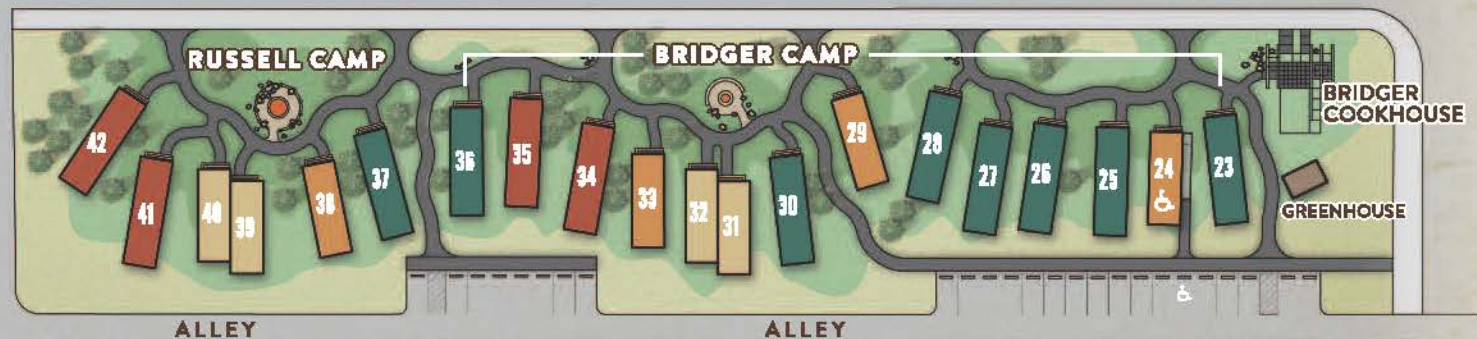 RUSSELL CAMP
BRIDGER CAMP
BRIDGER
COOKHOUSE
GREENHOUSE
42
41
40
39
38
37
36
35
34
33
32
31
30
29
28
27
26
25
24
23
ALLEY
ALLEY